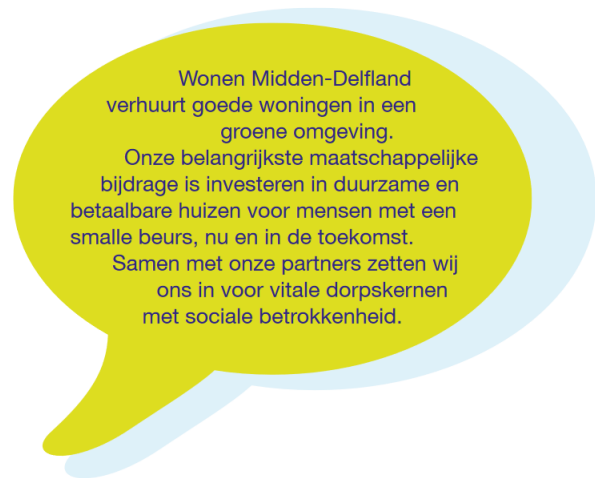 Wonen Midden-Delfland
verhuurt goede woningen in een
groene omgeving.
Onze belangrijkste maatschappelijke
bijdrage is investeren in duurzame en
betaalbare huizen voor mensen met een
smalle beurs, nu en in de toekomst.
Samen met onze partners zetten wij
ons in voor vitale dorpskernen
met sociale betrokkenheid.